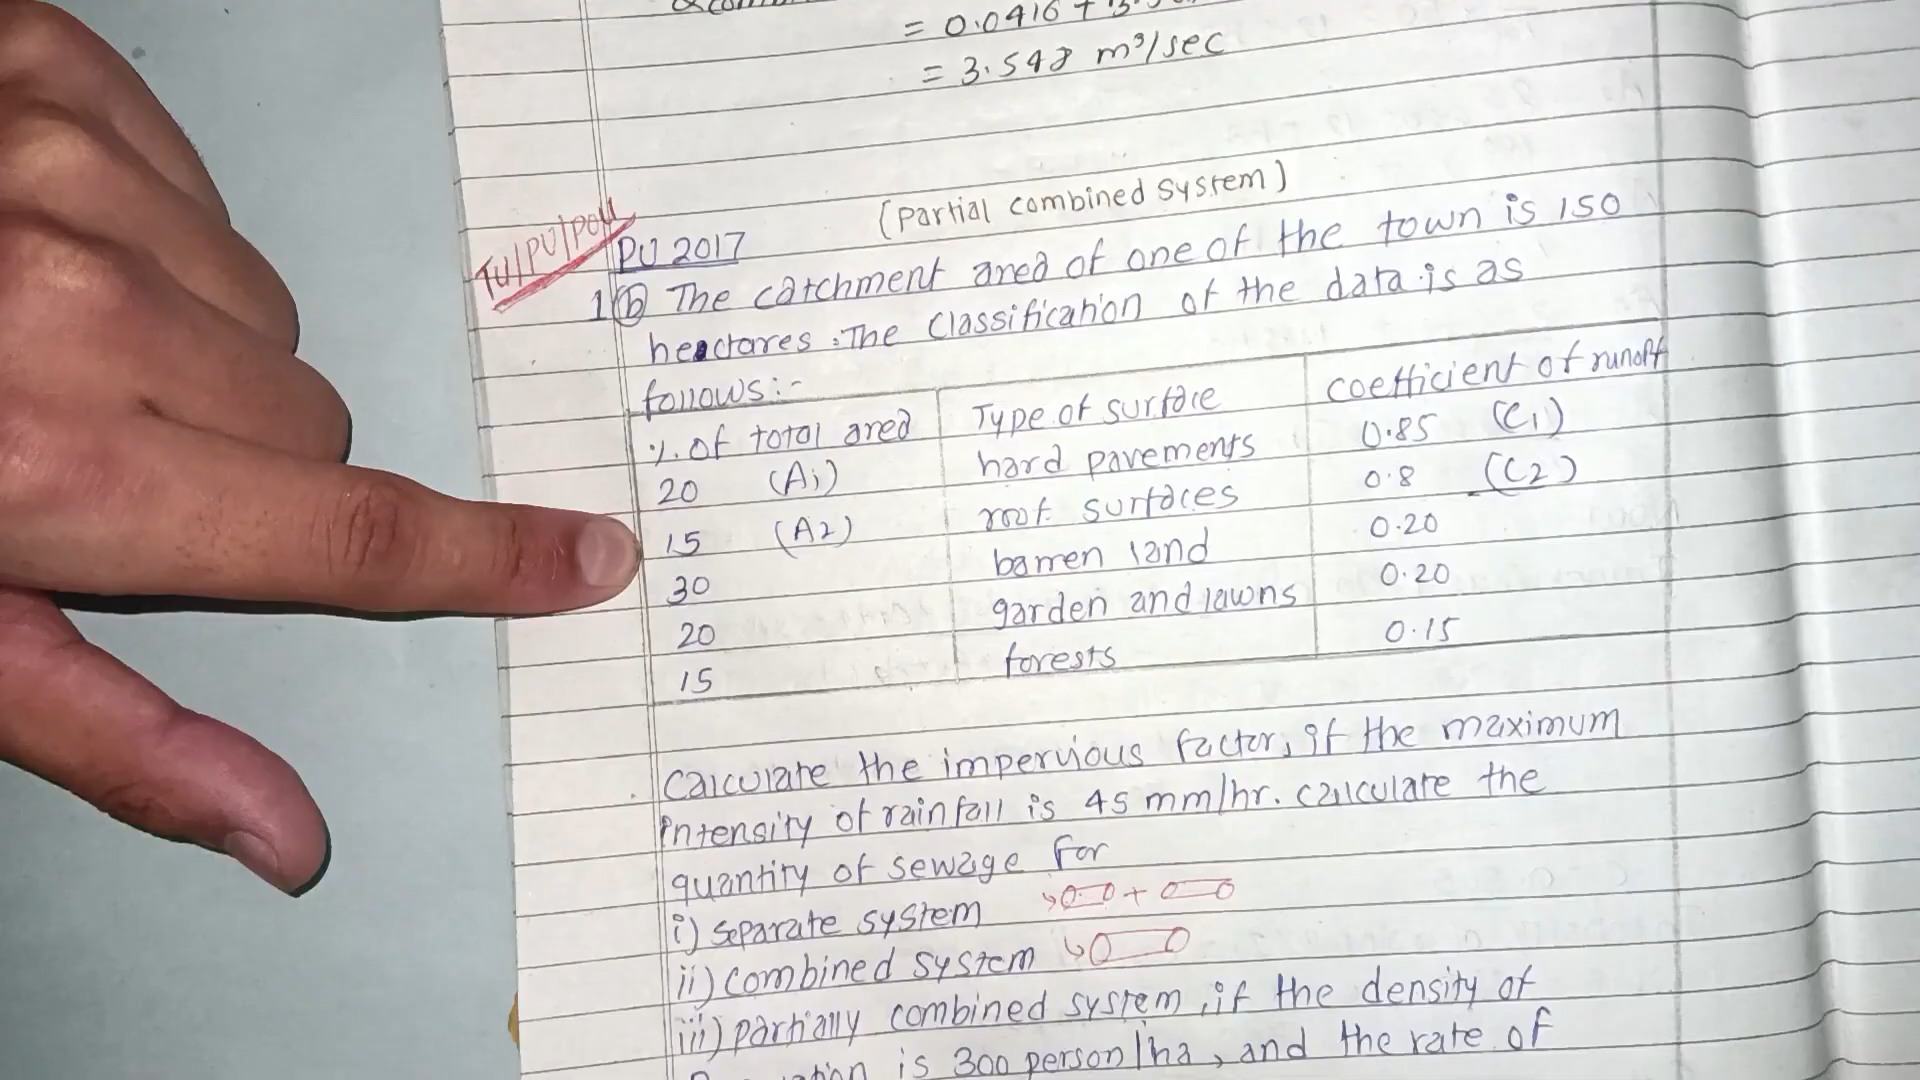 = 0.0416 + 3.5
= 3.548 m³/sec
(Partial combined system)
TU/PU/POU
PU 2017
1(b) The catchment area of one of the town is 150
hectares. The classification of the data is as
follows:-
% of total area Type of surface coefficient of runoff
20 (A1) hard pavements 0.85 (C1)
15 (A2) roof surfaces 0.8 (C2)
30 barren land 0.20
20 garden and lawns 0.20
15 forests 0.15
Calculate the impervious factor, if the maximum
intensity of rainfall is 45 mm/hr. calculate the
quantity of sewage for
i) separate system
ii) combined system
iii) partially combined system, if the density of
is 300 person/ha, and the rate of